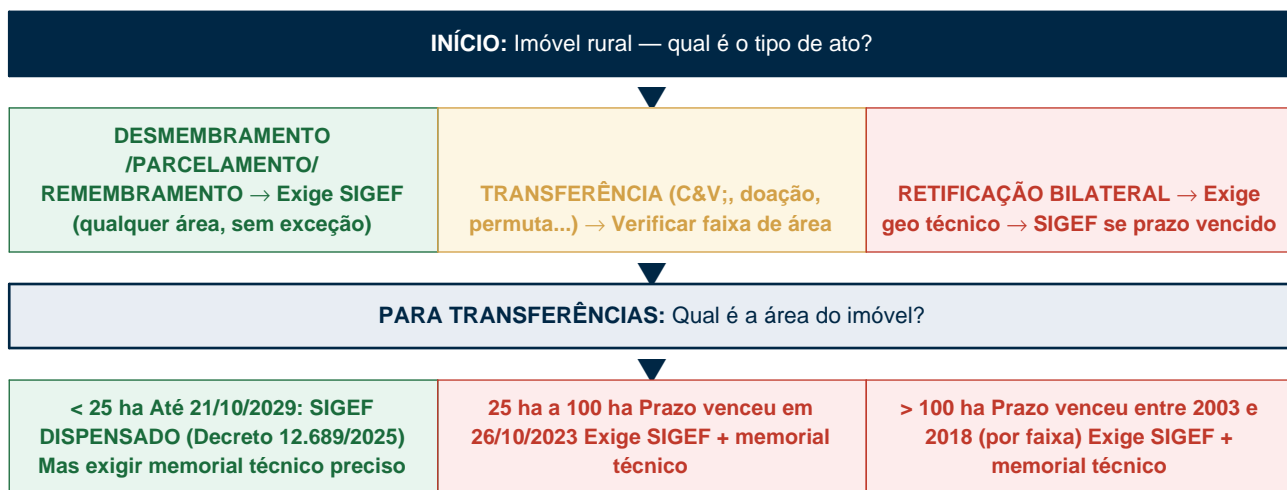 INÍCIO: Imóvel rural — qual é o tipo de ato?
DESMEMBRAMENTO
/PARCELAMENTO/
REMEMBRAMENTO → Exige SIGEF
(qualquer área, sem exceção)
TRANSFERÊNCIA (C&V;, doação,
permuta...) → Verificar faixa de área
RETIFICAÇÃO BILATERAL → Exige
geo técnico → SIGEF se prazo vencido
PARA TRANSFERÊNCIAS: Qual é a área do imóvel?
< 25 ha Até 21/10/2029: SIGEF
DISPENSADO (Decreto 12.689/2025)
Mas exigir memorial técnico preciso
25 ha a 100 ha Prazo venceu em
26/10/2023 Exige SIGEF + memorial
técnico
> 100 ha Prazo venceu entre 2003 e
2018 (por faixa) Exige SIGEF +
memorial técnico